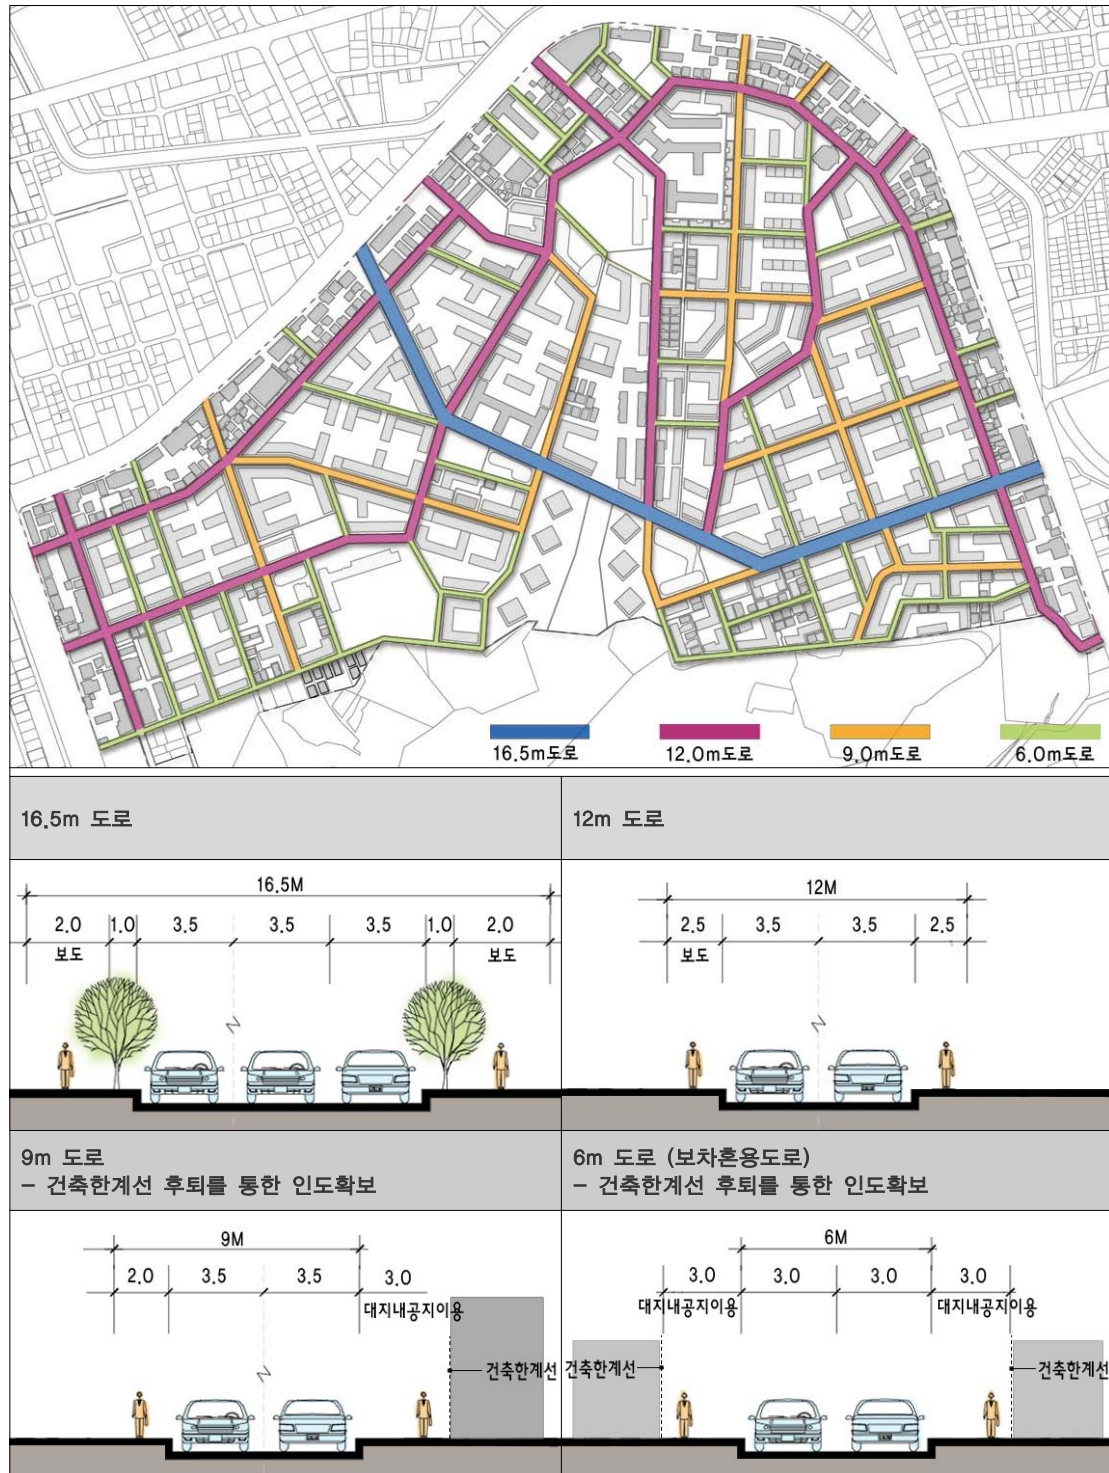 16.5m도로 12.0m도로 9.0m도로 6.0m도로
16.5m 도로
12m 도로
16.5M
2.0 1.0 3.5 3.5 3.5 1.0 2.0
보도 보도
12M
2.5 3.5 3.5 2.5
보도
9m 도로
- 건축한계선 후퇴를 통한 인도확보
6m 도로 (보차혼용도로)
- 건축한계선 후퇴를 통한 인도확보
9M
2.0 3.5 3.5 3.0
대지내공지이용
건축한계선
6M
3.0 3.0 3.0 3.0
대지내공지이용 대지내공지이용
건축한계선 건축한계선